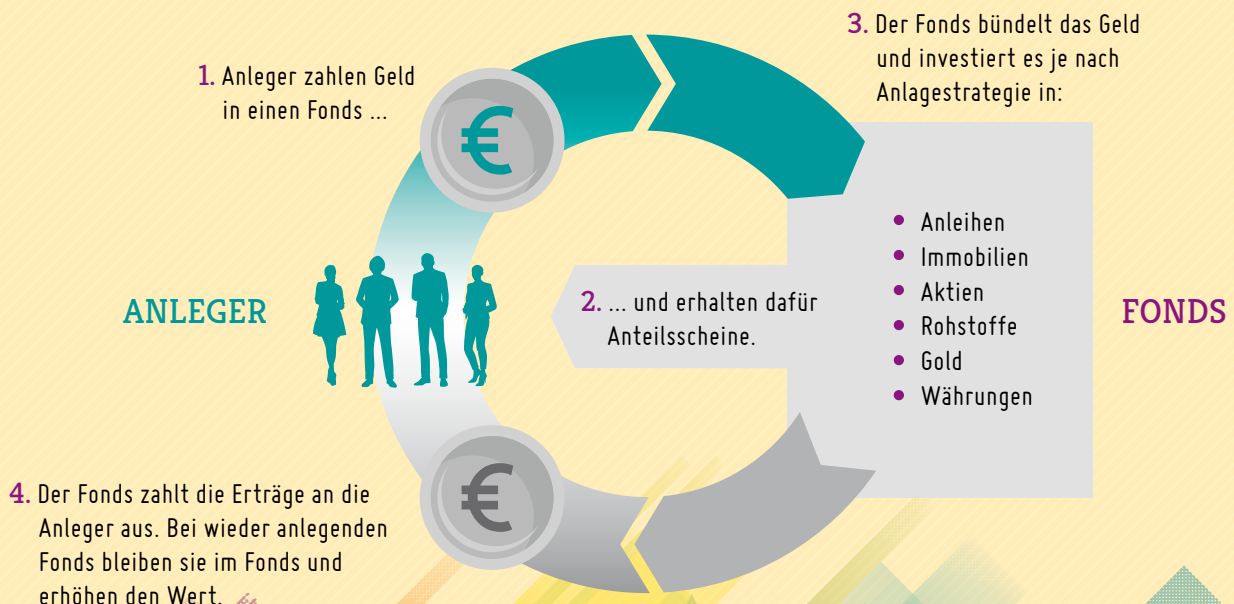 1. Anleger zahlen Geld
in einen Fonds ...
€
ANLEGER
2. ... und erhalten dafür
Anteilsscheine.
3. Der Fonds bündelt das Geld
und investiert es je nach
Anlagestrategie in:
• Anleihen
• Immobilien
• Aktien
• Rohstoffe
• Gold
• Währungen
FONDS
€
4. Der Fonds zahlt die Erträge an die
Anleger aus. Bei wieder anlegenden
Fonds bleiben sie im Fonds und
erhöhen den Wert.